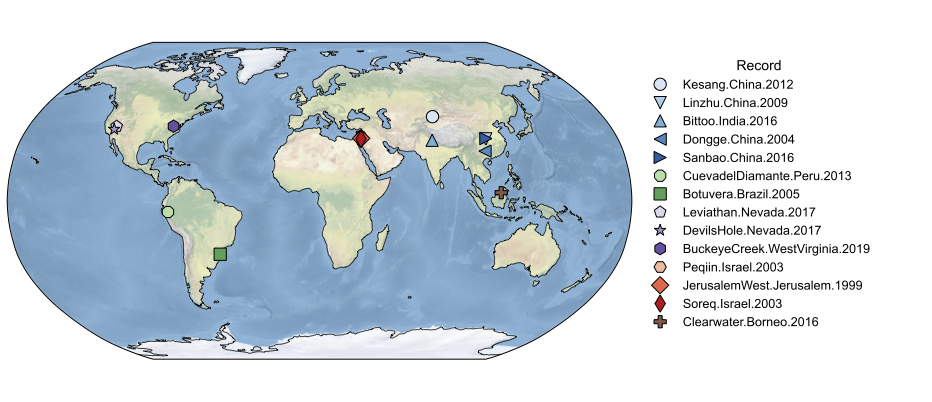 Record
Kesang.China.2012
Linzhu.China.2009
Bittoo.India.2016
Dongge.China.2004
Sanbao.China.2016
CuevadelDiamante.Peru.2013
Botuvera.Brazil.2005
Leviathan.Nevada.2017
DevilsHole.Nevada.2017
BuckeyeCreek.WestVirginia.2019
Peqiin.Israel.2003
JerusalemWest.Jerusalem.1999
Soreq.Israel.2003
Clearwater.Borneo.2016